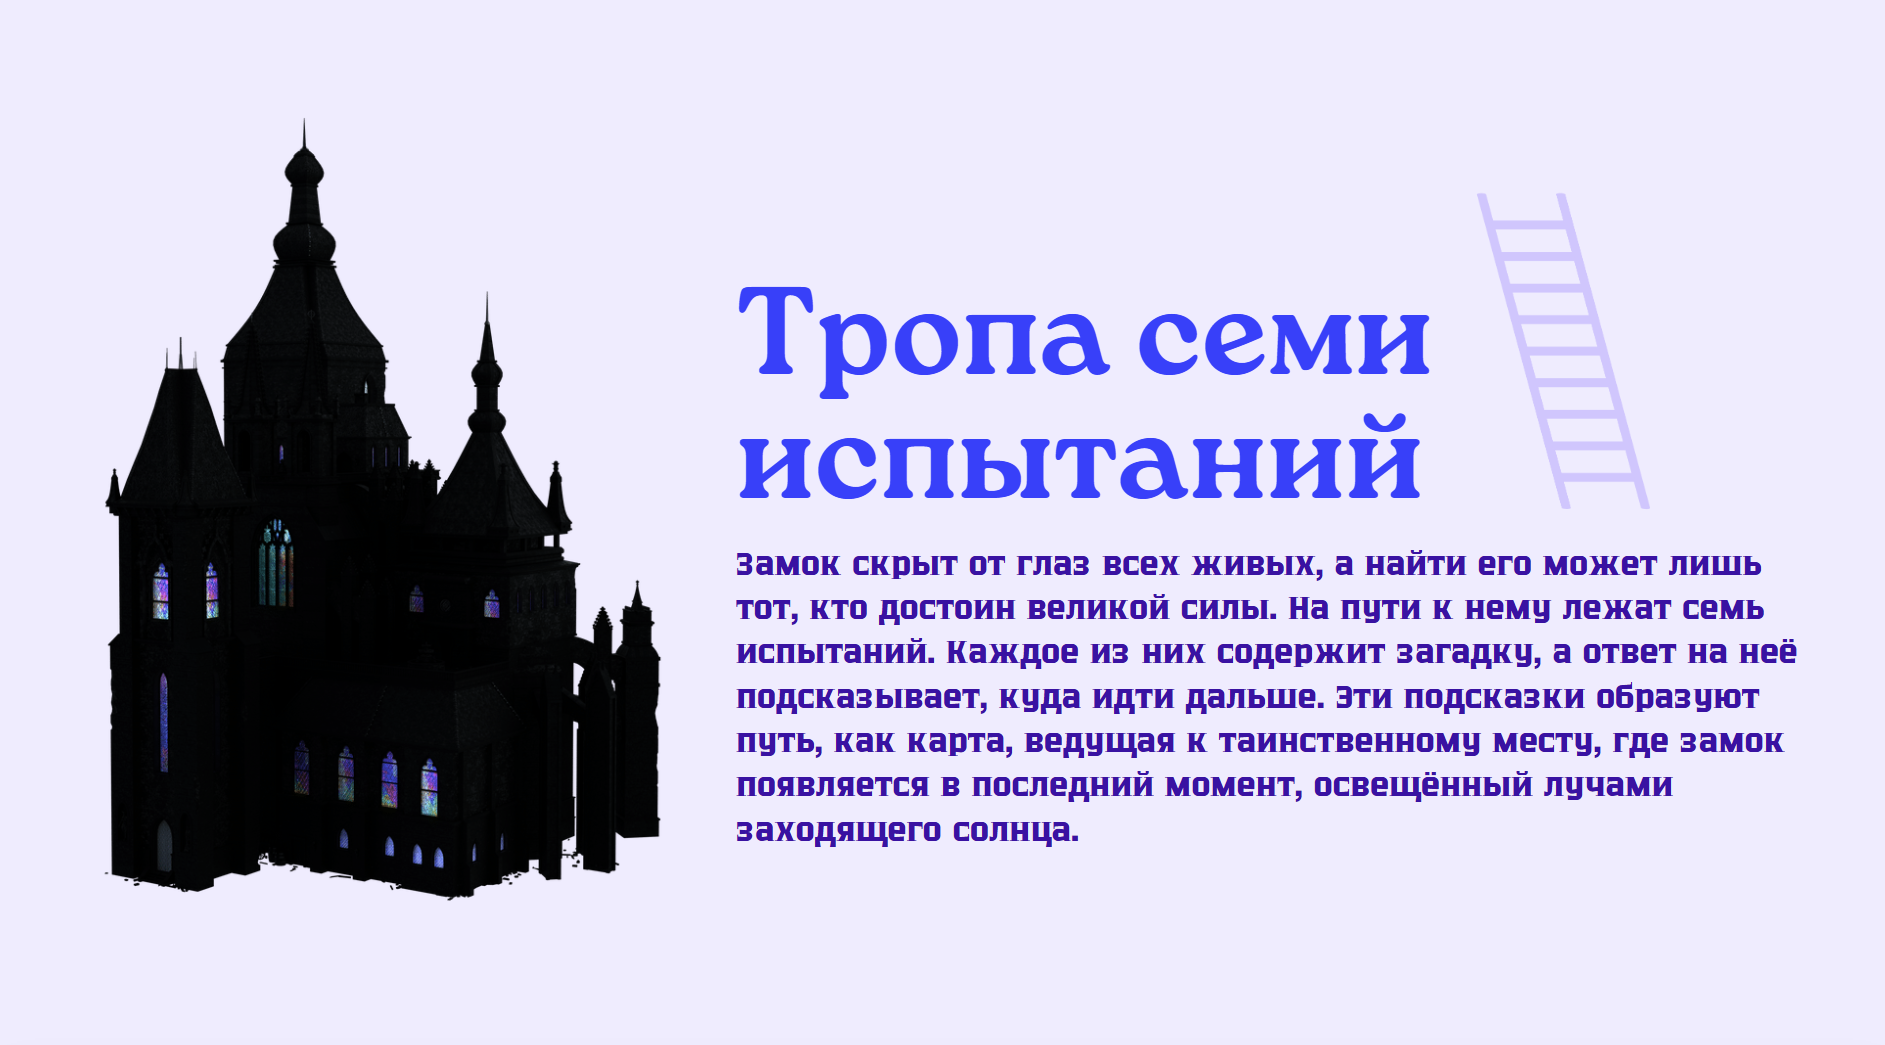 Тропа семи
испытаний
Замок скрыт от глаз всех живых, а найти его может лишь
тот, кто достоин великой силы. На пути к нему лежат семь
испытаний. Каждое из них содержит загадку, а ответ на неё
подсказывает, куда идти дальше. Эти подсказки образуют
путь, как карта, ведущая к таинственному месту, где замок
появляется в последний момент, освещённый лучами
заходящего солнца.